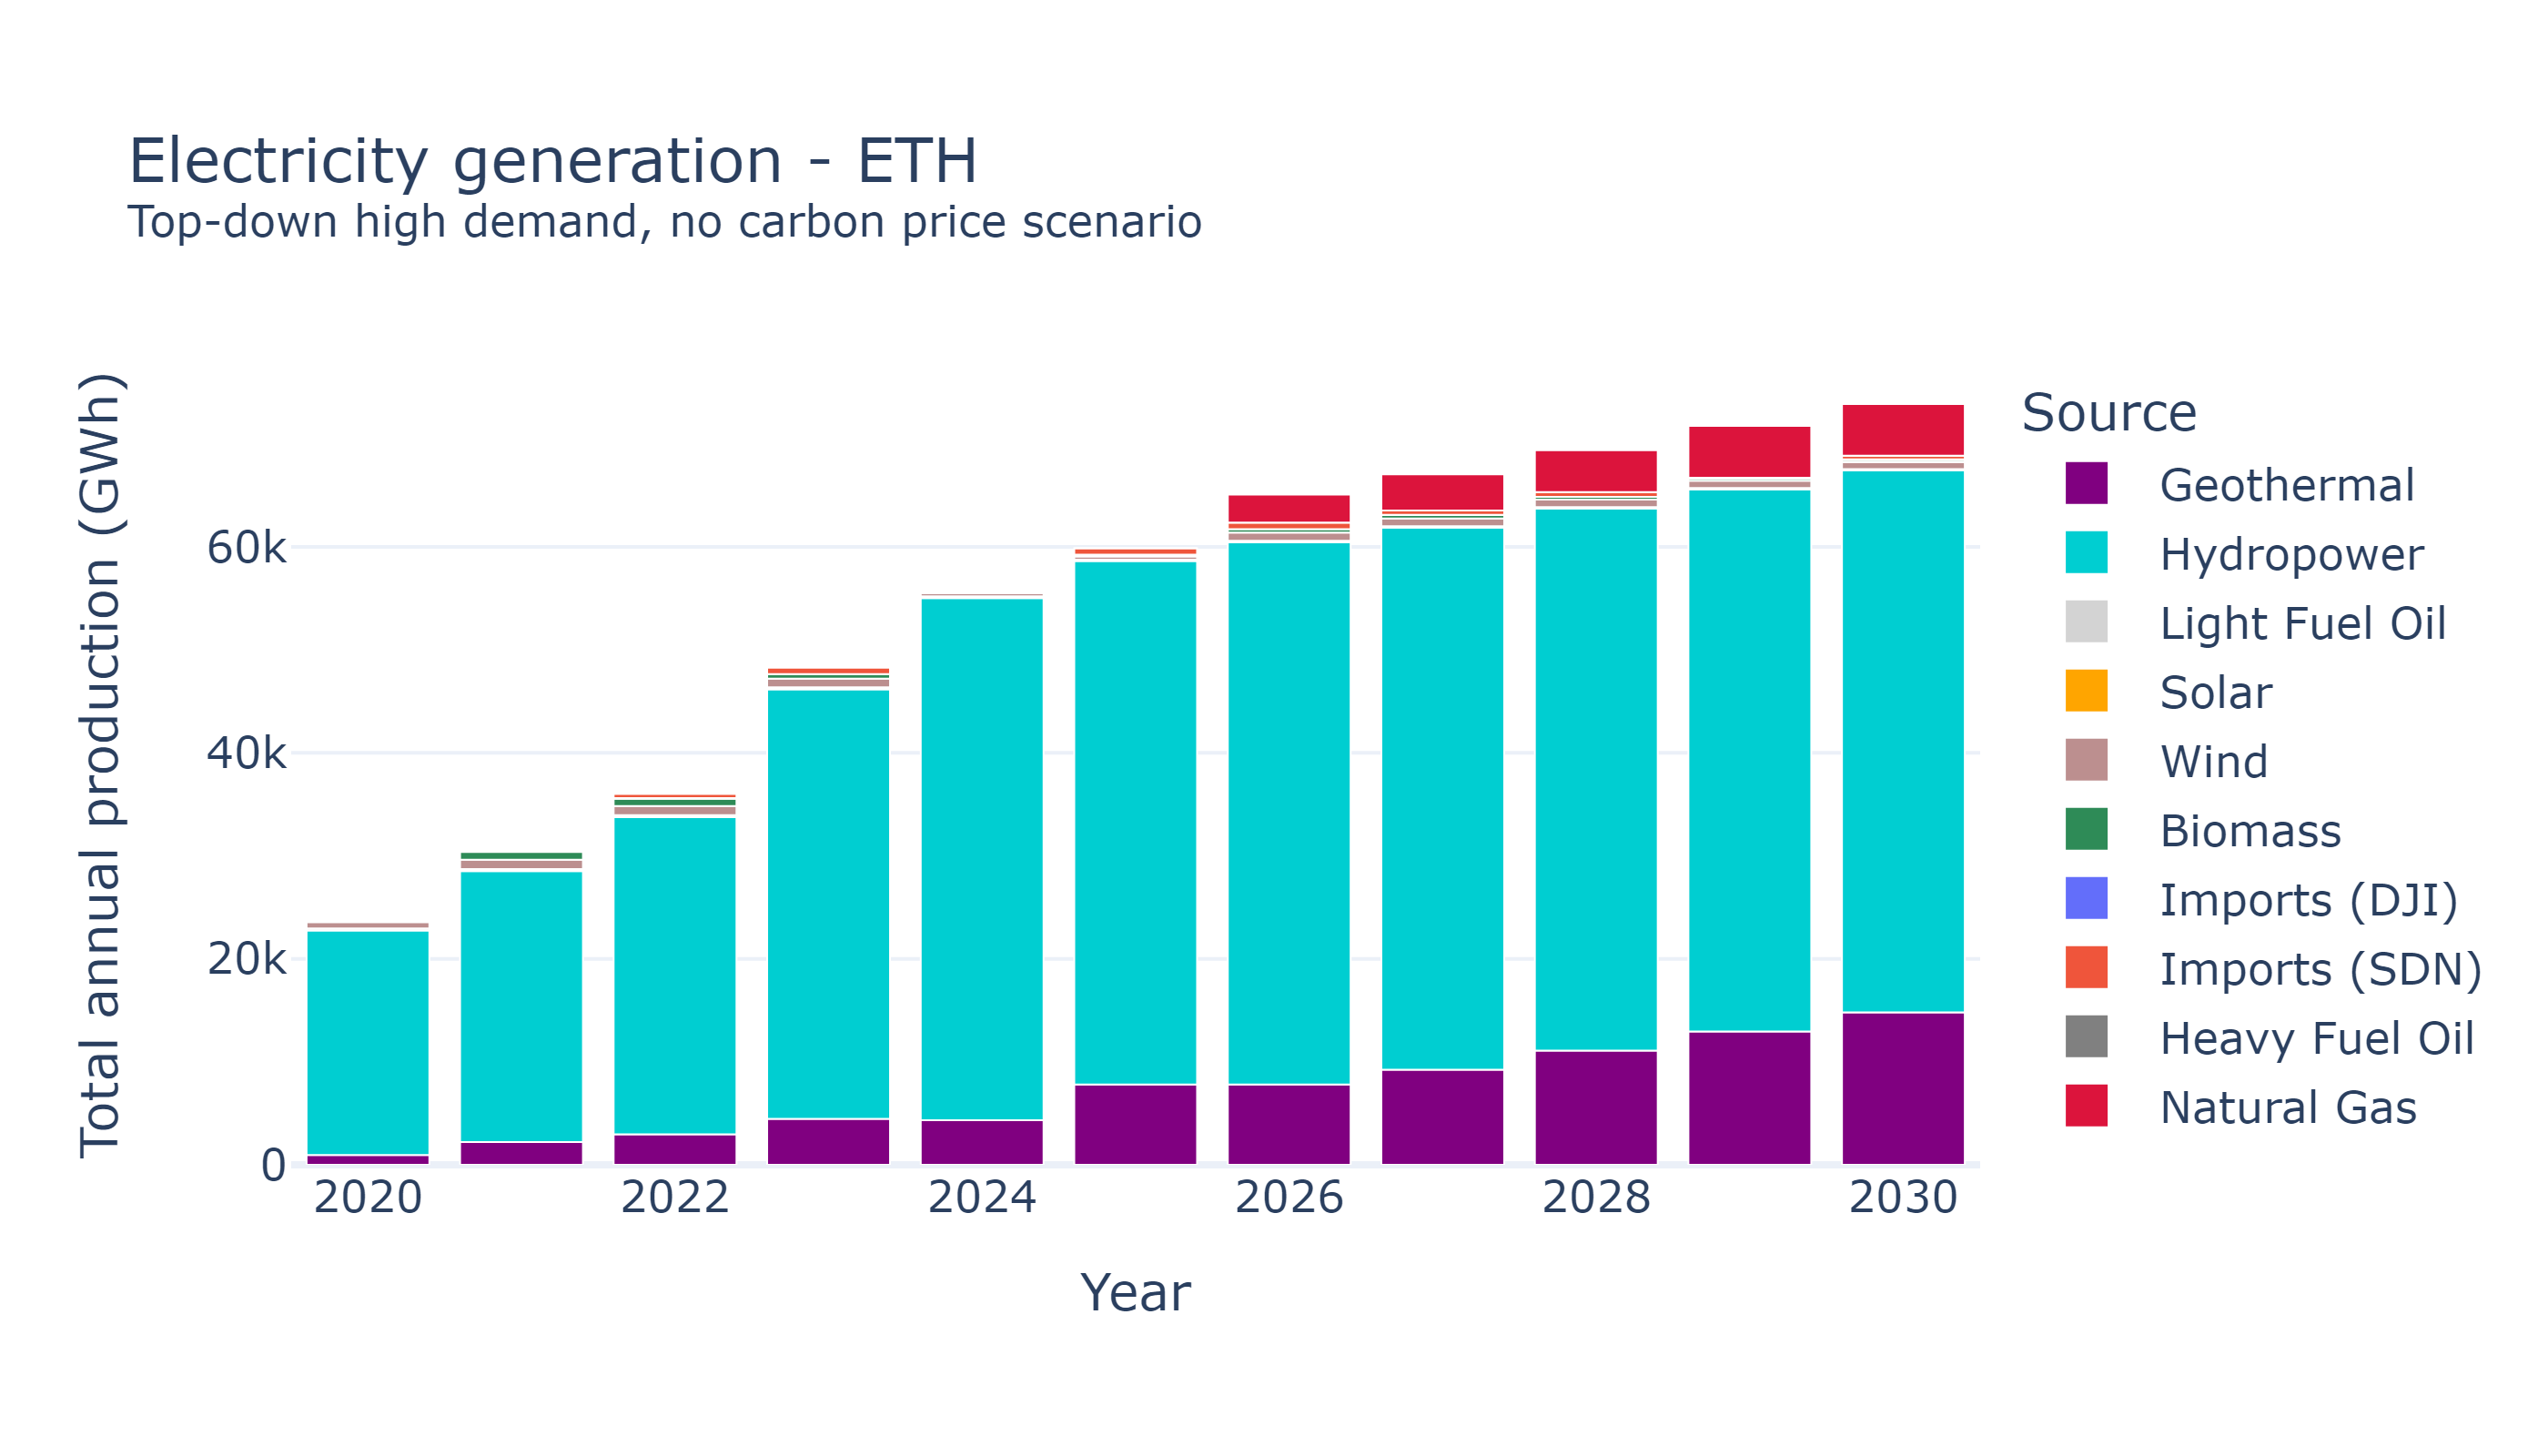 Electricity generation - ETH
Top-down high demand, no carbon price scenario
Total annual production (GWh)
60k
40k
20k
0
2020
2022
2024
2026
2028
2030
Year
Source
Geothermal
Hydropower
Light Fuel Oil
Solar
Wind
Biomass
Imports (DJI)
Imports (SDN)
Heavy Fuel Oil
Natural Gas